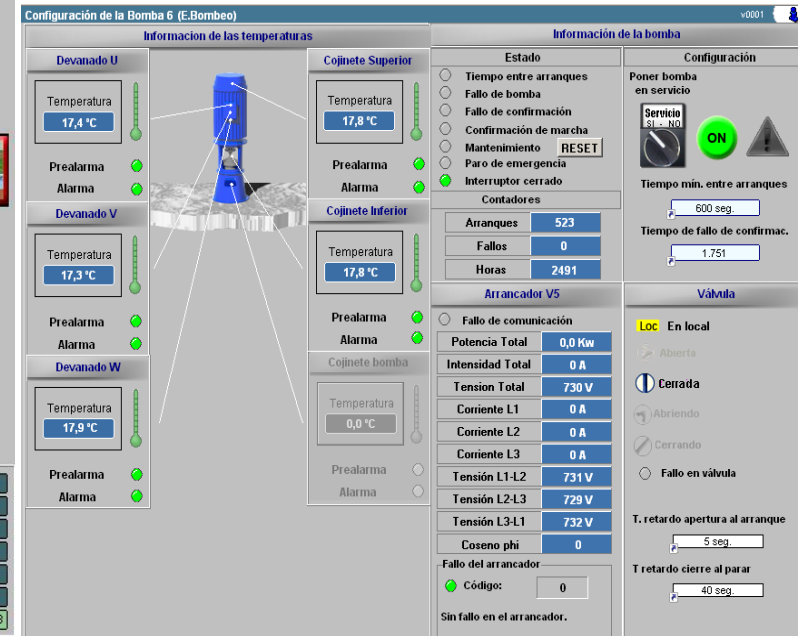 Configuración de la Bomba 6 (E.Bombeo)
v0001
Informacion de las temperaturas
Devanado U
Temperatura
17,4 °C
Prealarma
Alarma
Devanado V
Temperatura
17,3 °C
Prealarma
Alarma
Devanado W
Temperatura
17,9 °C
Prealarma
Alarma
Cojinete Superior
Temperatura
17,8 °C
Prealarma
Alarma
Cojinete Inferior
Temperatura
17,8 °C
Prealarma
Alarma
Cojinete bomba
Temperatura
0,0 °C
Prealarma
Alarma
Información de la bomba
Estado
Tiempo entre arranques
Fallo de bomba
Fallo de confirmación
Confirmación de marcha
Mantenimiento RESET
Paro de emergencia
Interruptor cerrado
Contadores
Arranques 523
Fallos 0
Horas 2491
Configuración
Poner bomba
en servicio
Servicio
SI - NO
ON
Tiempo mín. entre arranques
600 seg.
Tiempo de fallo de confirmac.
1.751
Arrancador V5
Fallo de comunicación
Potencia Total 0,0 Kw
Intensidad Total 0 A
Tension Total 730 V
Corriente L1 0 A
Corriente L2 0 A
Corriente L3 0 A
Tensión L1-L2 731 V
Tensión L2-L3 729 V
Tensión L3-L1 732 V
Coseno phi 0
Fallo del arrancador
Código: 0
Sin fallo en el arrancador.
Válvula
Loc En local
Abierta
Cerrada
Abriendo
Cerrando
Fallo en válvula
T. retardo apertura al arranque
5 seg.
T retardo cierre al parar
40 seg.